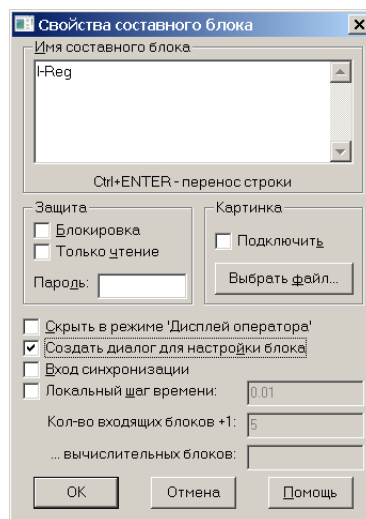 Свойства составного блока
Имя составного блока
I-Reg
Ctrl+ENTER - перенос строки
Защита
Блокировка
Только чтение
Пароль:
Картинка
Подключить
Выбрать файл...
Скрыть в режиме 'Дисплей оператора'
Создать диалог для настройки блока
Вход синхронизации
Локальный шаг времени: 0.01
Кол-во входящих блоков +1: 5
... вычислительных блоков:
OK Отмена Помощь